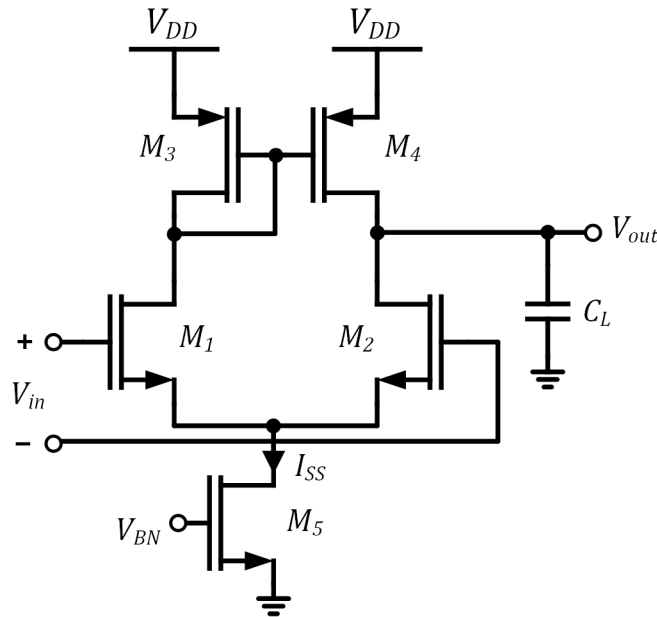 V_DD V_DD
M_3 M_4
V_out
+ M_1 M_2 C_L
V_in
−
I_SS
V_BN M_5